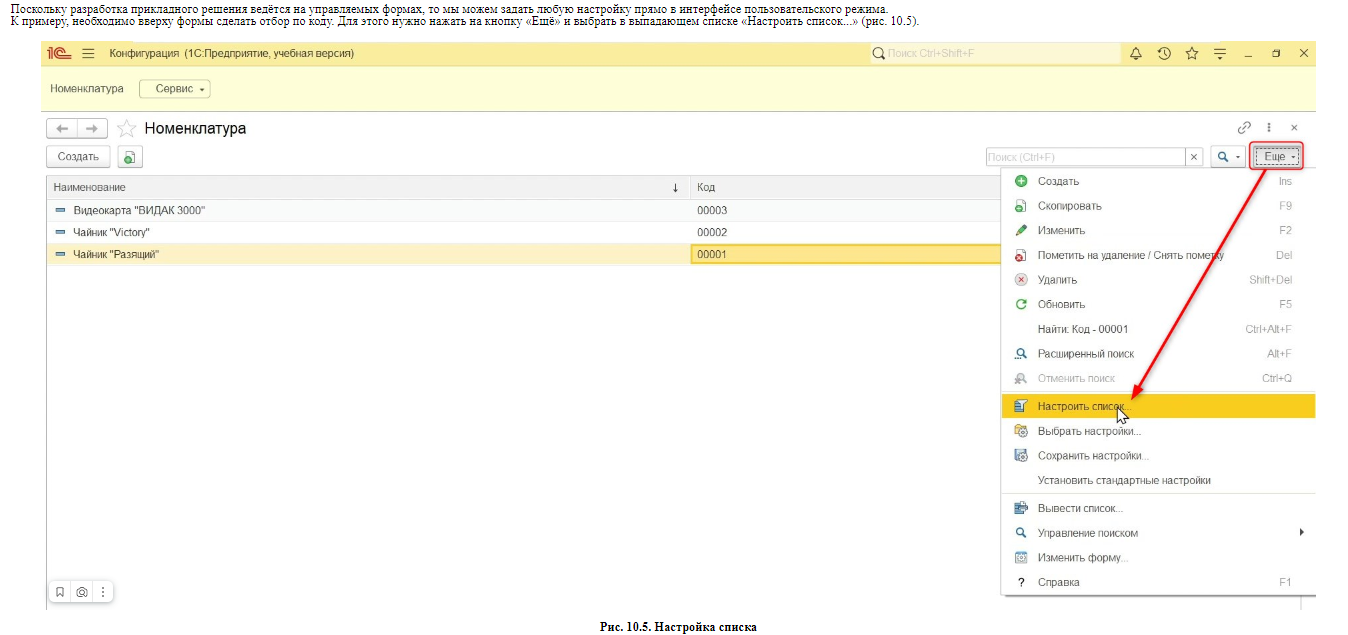 Поскольку разработка прикладного решения ведётся на управляемых формах, то мы можем задать любую настройку прямо в интерфейсе пользовательского режима.
К примеру, необходимо вверху формы сделать отбор по коду. Для этого нужно нажать на кнопку «Ещё» и выбрать в выпадающем списке «Настроить список...» (рис. 10.5).
1С Конфигурация (1С:Предприятие, учебная версия) Поиск Ctrl+Shift+F
Номенклатура Сервис
Номенклатура
Создать Поиск (Ctrl+F) Еще
Наименование Код
Видеокарта "ВИДАК 3000" 00003
Чайник "Victory" 00002
Чайник "Разящий" 00001
Создать Ins
Скопировать F9
Изменить F2
Пометить на удаление / Снять пометку Del
Удалить Shift+Del
Обновить F5
Найти: Код - 00001 Ctrl+Alt+F
Расширенный поиск Alt+F
Отменить поиск Ctrl+Q
Настроить список...
Выбрать настройки...
Сохранить настройки...
Установить стандартные настройки
Вывести список...
Управление поиском
Изменить форму...
? Справка F1
Рис. 10.5. Настройка списка